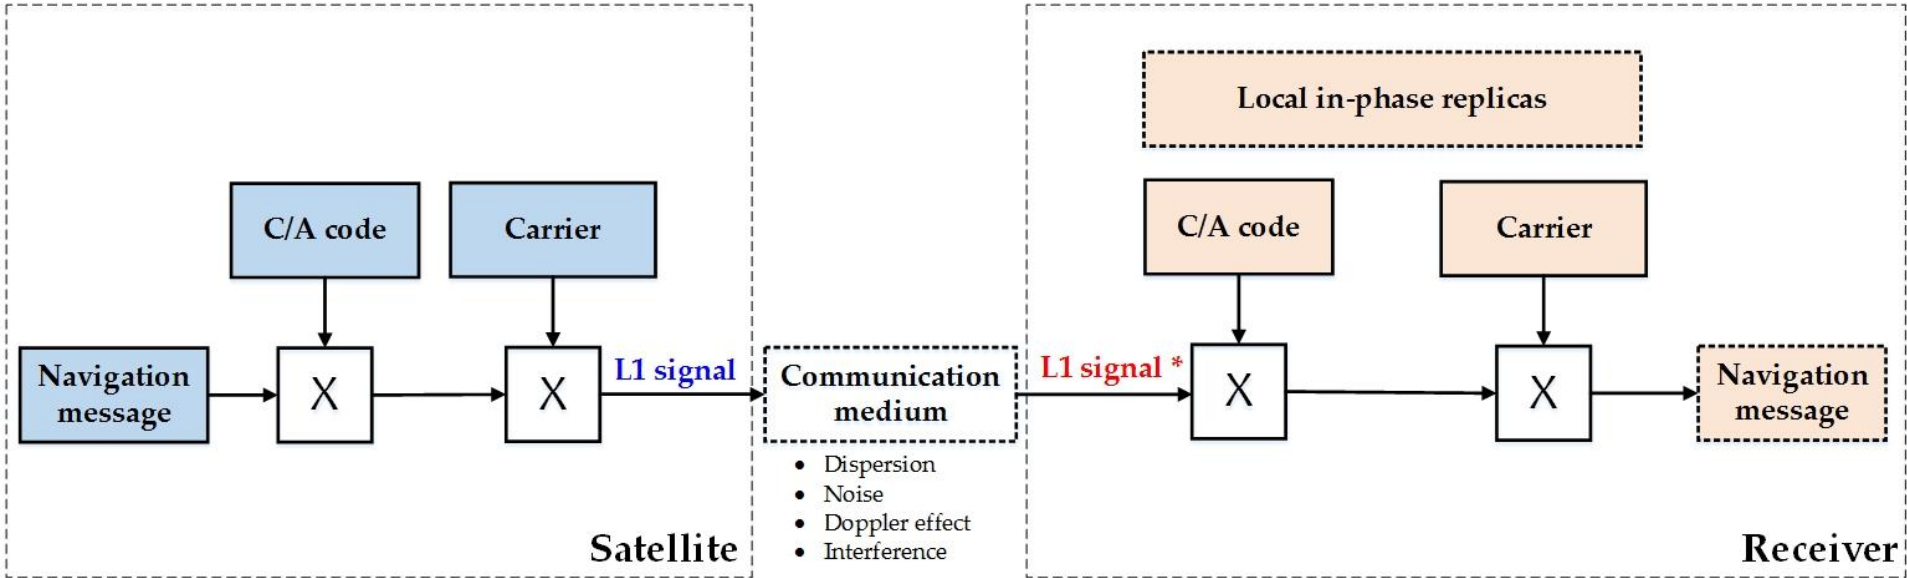 Local in-phase replicas
C/A code
Carrier
C/A code
Carrier
Navigation
message
X
X
L1 signal
Communication
medium
L1 signal *
X
X
Navigation
message
• Dispersion
• Noise
• Doppler effect
• Interference
Satellite
Receiver